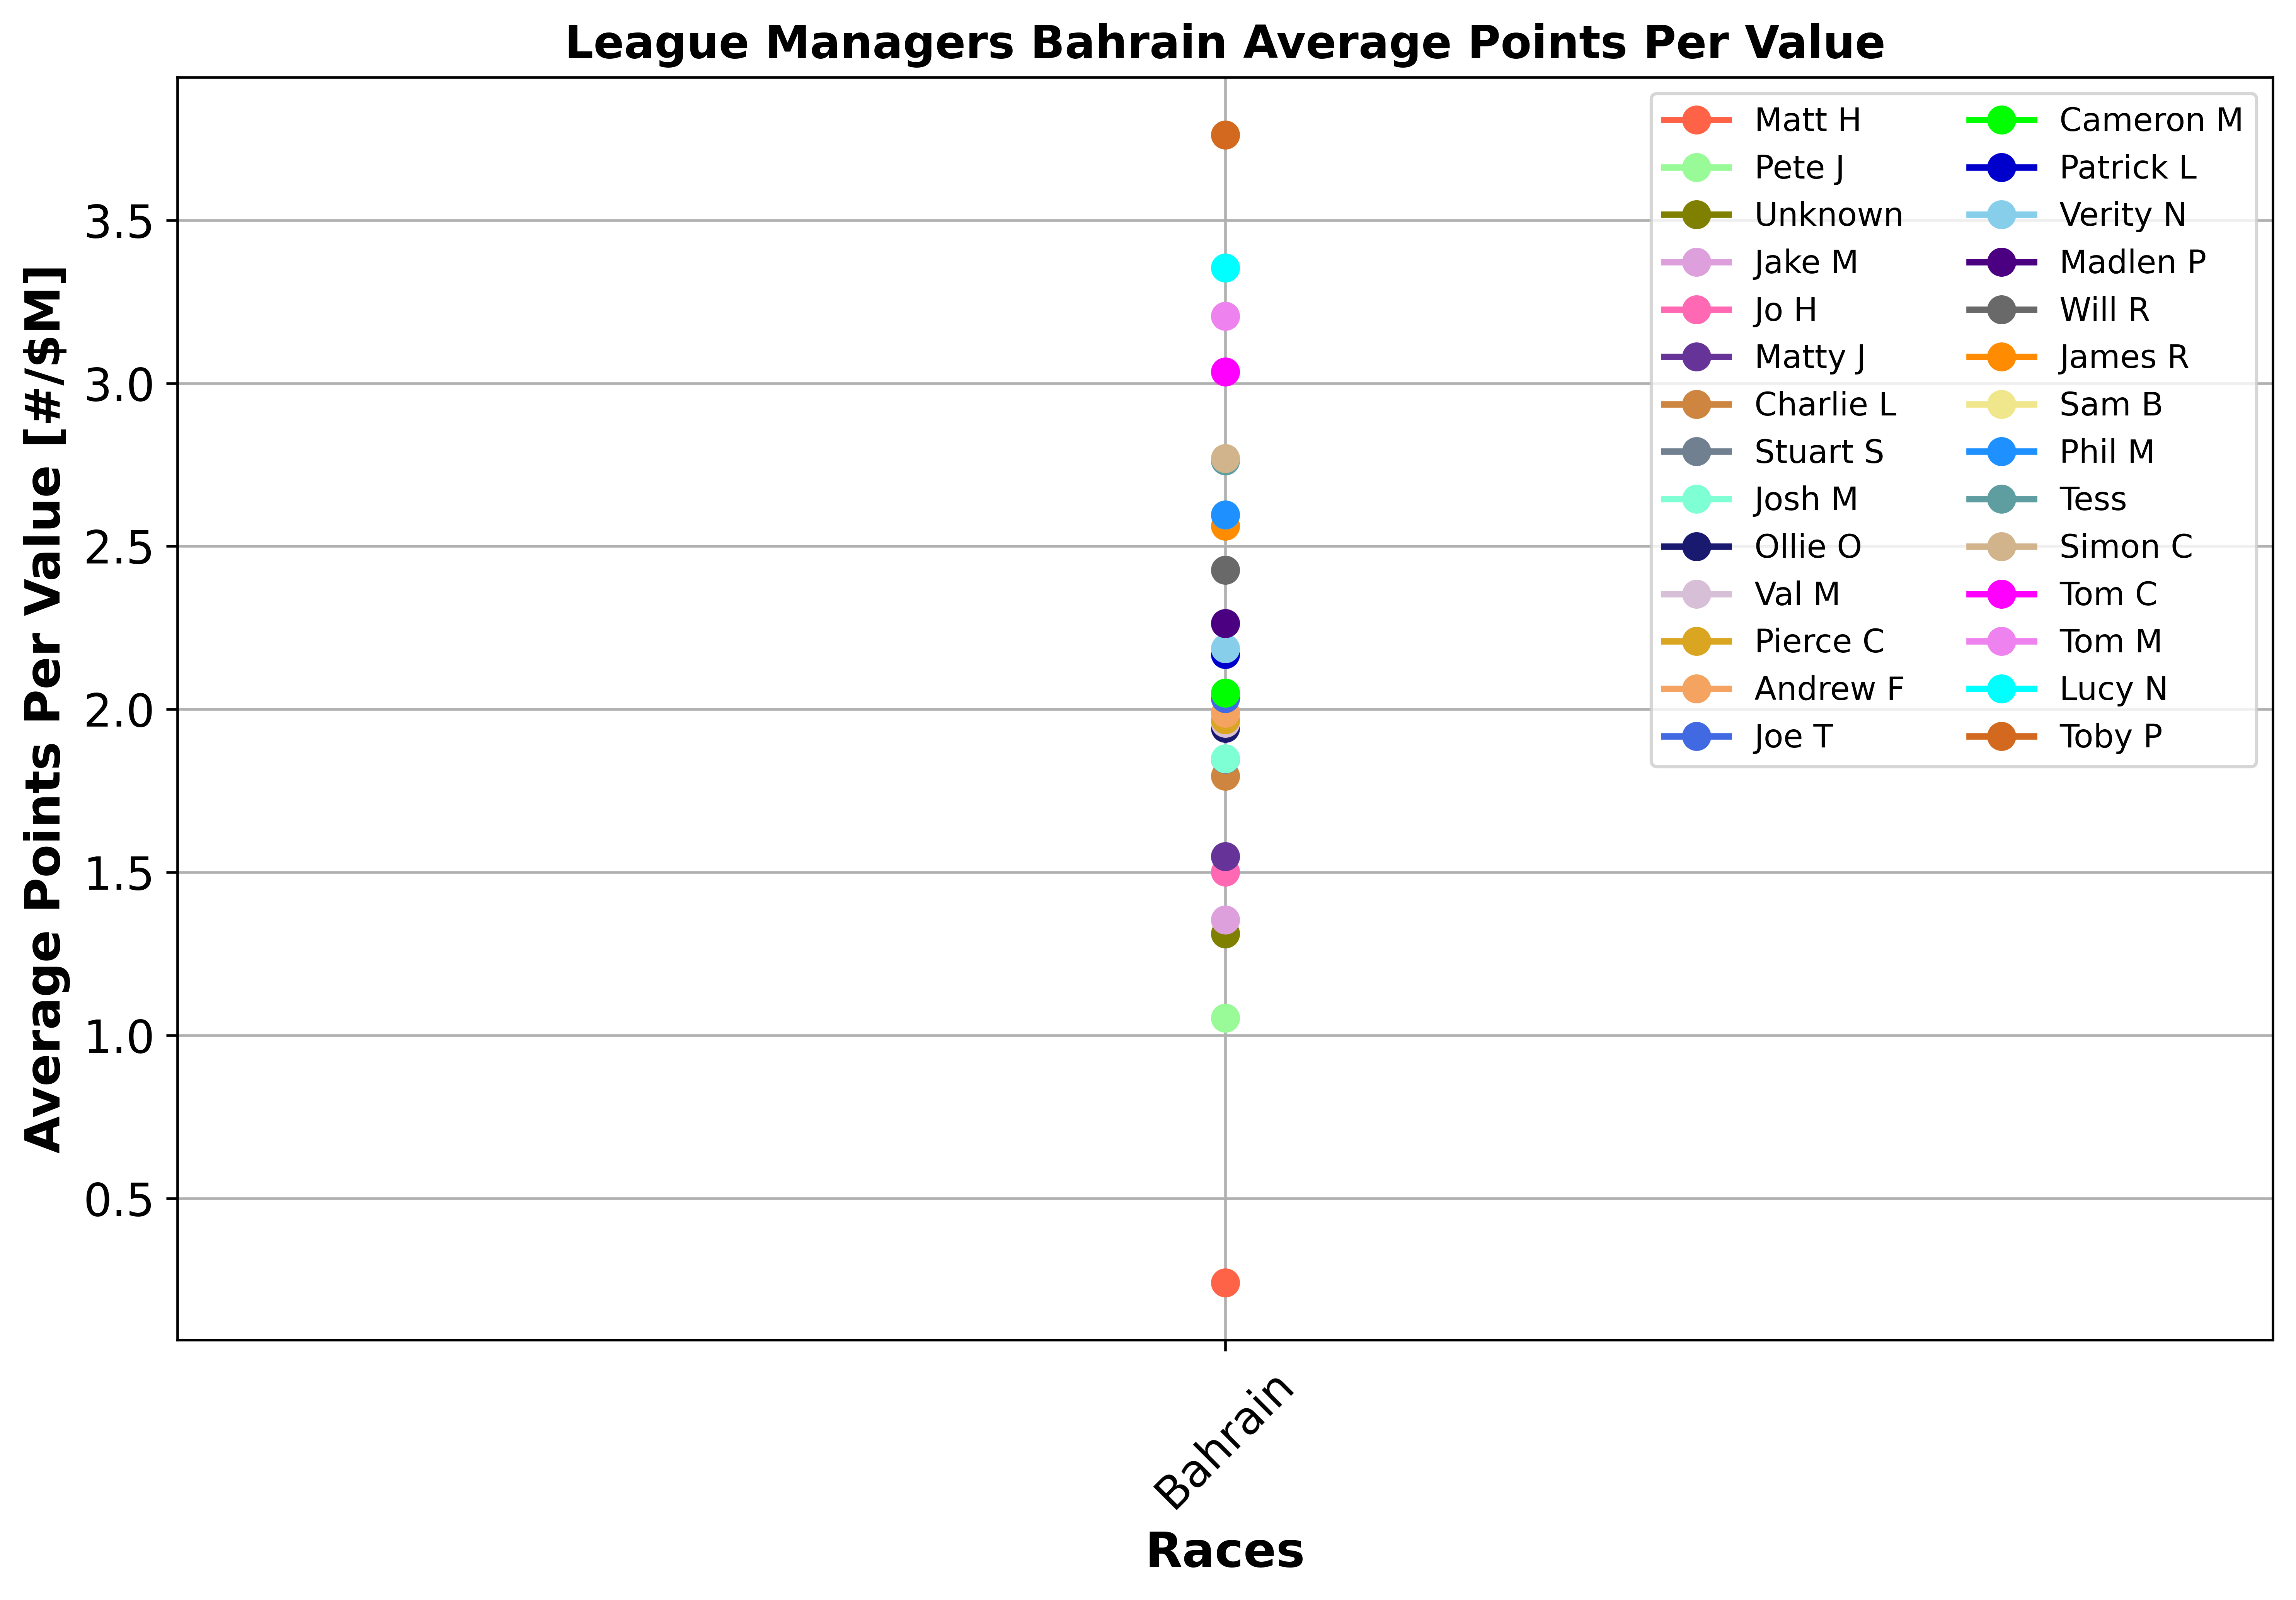 League Managers Bahrain Average Points Per Value
Average Points Per Value [#/$M]
3.5
3.0
2.5
2.0
1.5
1.0
0.5
Matt H
Pete J
Unknown
Jake M
Jo H
Matty J
Charlie L
Stuart S
Josh M
Ollie O
Val M
Pierce C
Andrew F
Joe T
Cameron M
Patrick L
Verity N
Madlen P
Will R
James R
Sam B
Phil M
Tess
Simon C
Tom C
Tom M
Lucy N
Toby P
Bahrain
Races